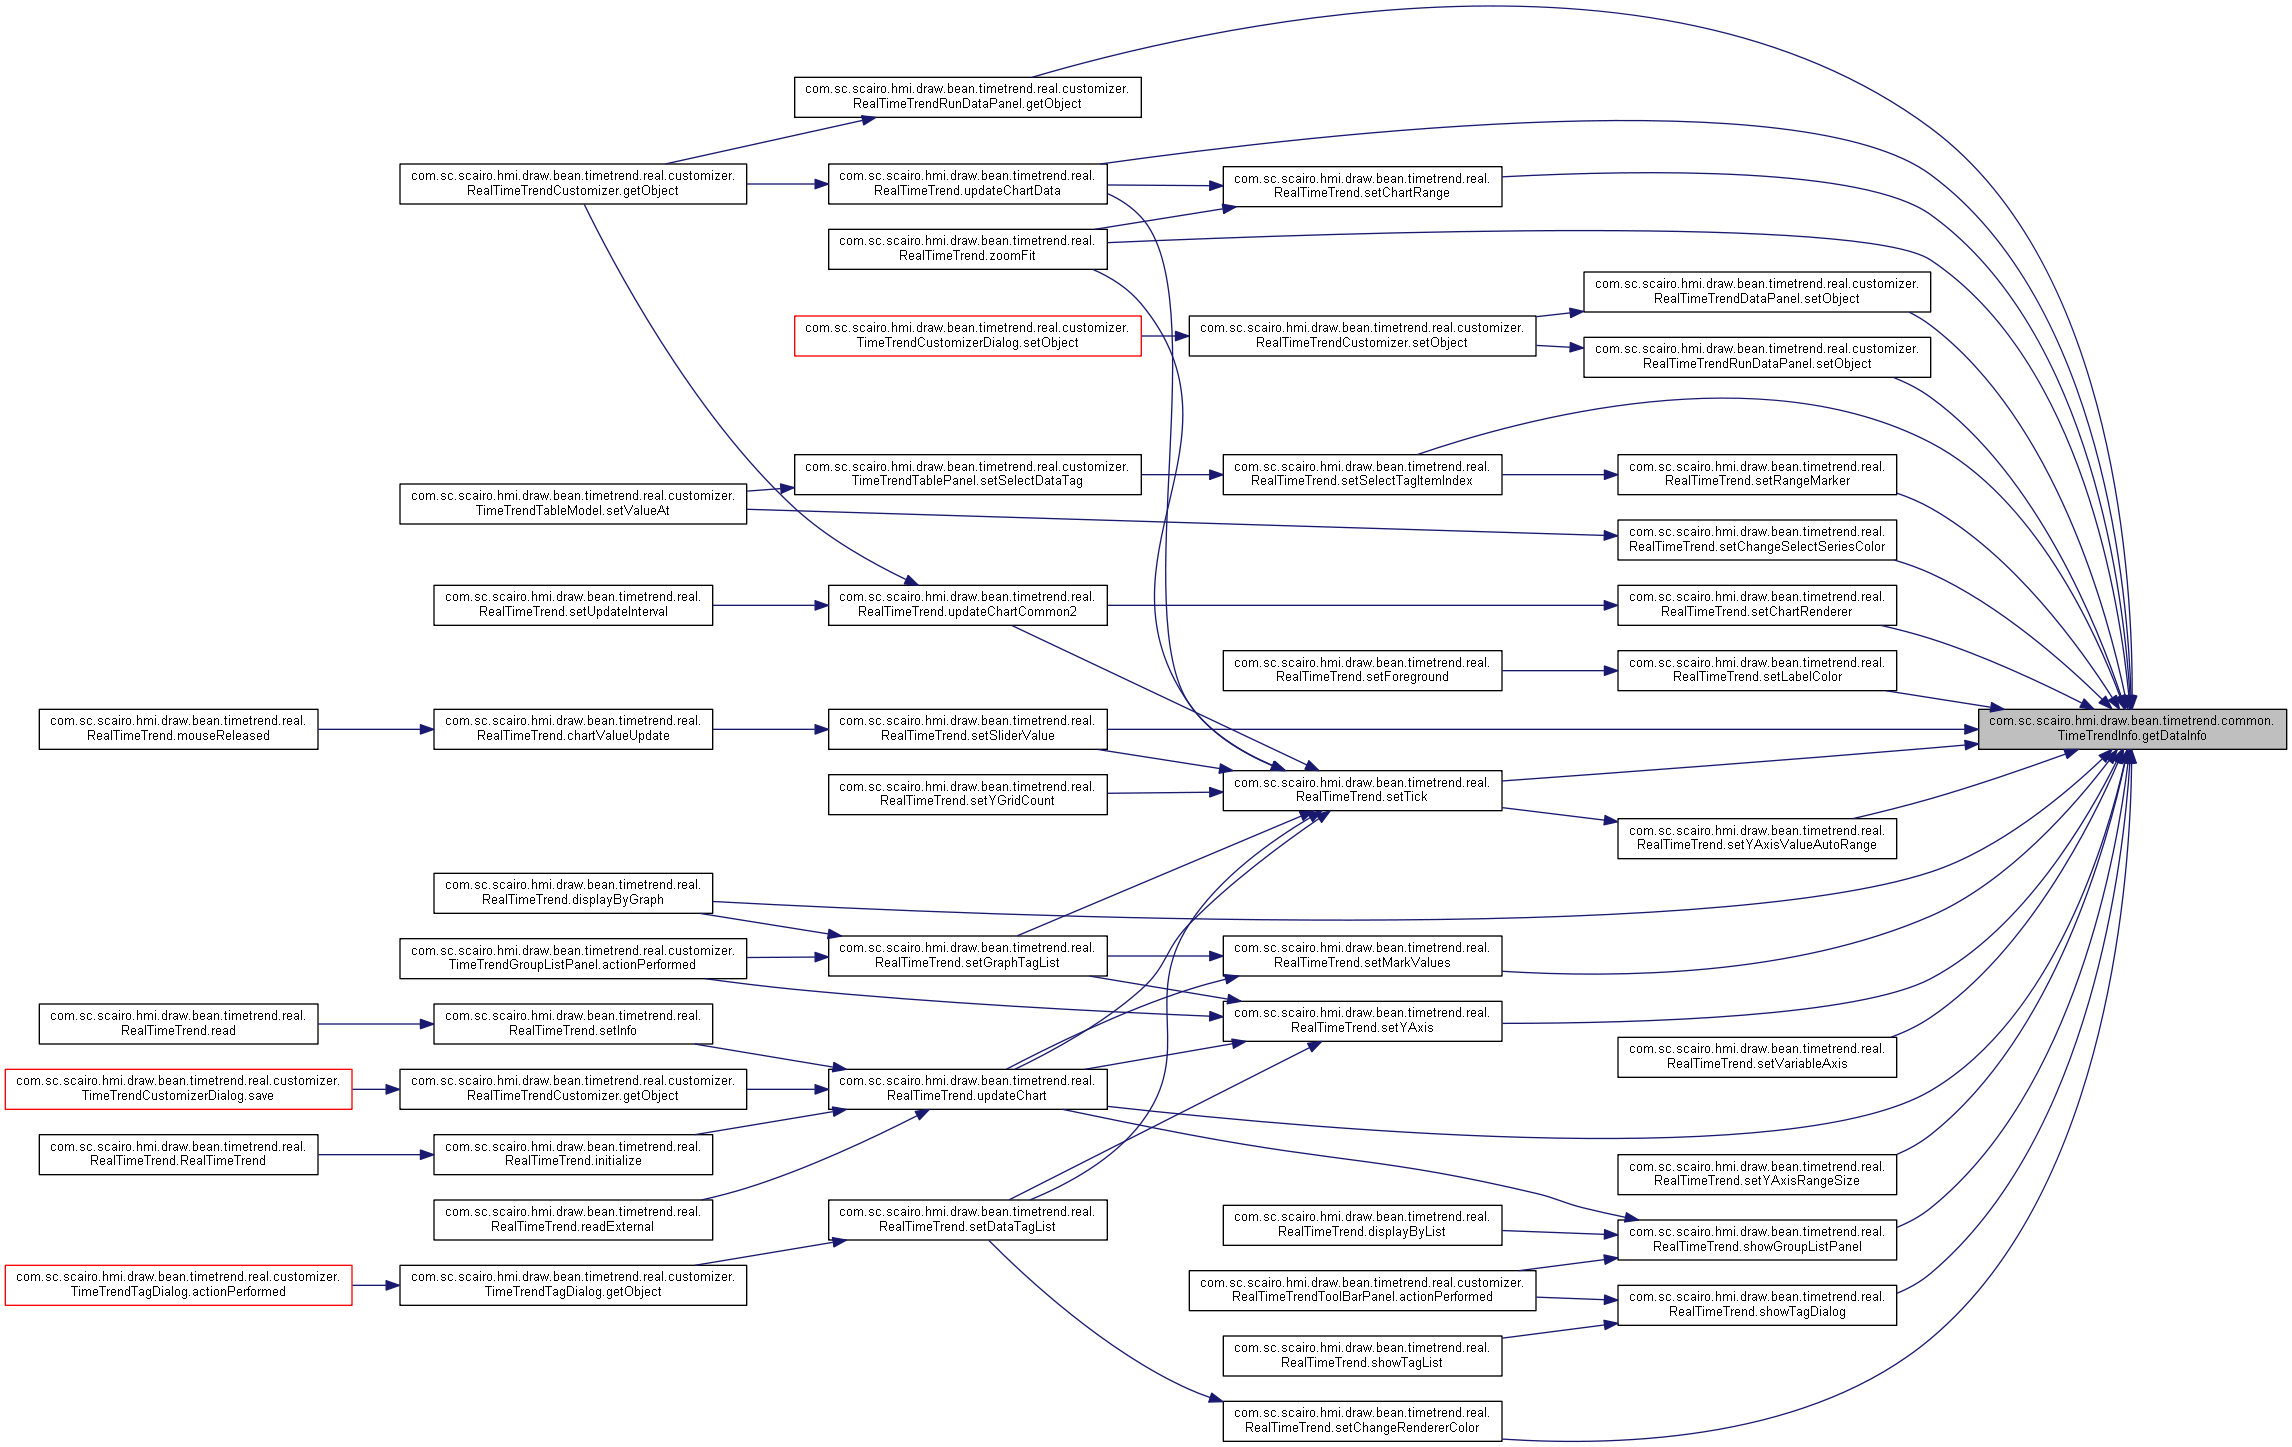 com.sc.scairo.hmi.draw.bean.timetrend.real.customizer.
RealTimeTrendRunDataPanel.getObject
com.sc.scairo.hmi.draw.bean.timetrend.real.customizer.
RealTimeTrendCustomizer.getObject
com.sc.scairo.hmi.draw.bean.timetrend.real.
RealTimeTrend.updateChartData
com.sc.scairo.hmi.draw.bean.timetrend.real.
RealTimeTrend.setChartRange
com.sc.scairo.hmi.draw.bean.timetrend.real.
RealTimeTrend.zoomFit
com.sc.scairo.hmi.draw.bean.timetrend.real.customizer.
RealTimeTrendDataPanel.setObject
com.sc.scairo.hmi.draw.bean.timetrend.real.customizer.
TimeTrendCustomizerDialog.setObject
com.sc.scairo.hmi.draw.bean.timetrend.real.customizer.
RealTimeTrendCustomizer.setObject
com.sc.scairo.hmi.draw.bean.timetrend.real.customizer.
RealTimeTrendRunDataPanel.setObject
com.sc.scairo.hmi.draw.bean.timetrend.real.customizer.
TimeTrendTablePanel.setSelectDataTag
com.sc.scairo.hmi.draw.bean.timetrend.real.
RealTimeTrend.setSelectTagItemIndex
com.sc.scairo.hmi.draw.bean.timetrend.real.
RealTimeTrend.setRangeMarker
com.sc.scairo.hmi.draw.bean.timetrend.real.customizer.
TimeTrendTableModel.setValueAt
com.sc.scairo.hmi.draw.bean.timetrend.real.
RealTimeTrend.setChangeSelectSeriesColor
com.sc.scairo.hmi.draw.bean.timetrend.real.
RealTimeTrend.setUpdateInterval
com.sc.scairo.hmi.draw.bean.timetrend.real.
RealTimeTrend.updateChartCommon2
com.sc.scairo.hmi.draw.bean.timetrend.real.
RealTimeTrend.setChartRenderer
com.sc.scairo.hmi.draw.bean.timetrend.real.
RealTimeTrend.setForeground
com.sc.scairo.hmi.draw.bean.timetrend.real.
RealTimeTrend.setLabelColor
com.sc.scairo.hmi.draw.bean.timetrend.real.
RealTimeTrend.mouseReleased
com.sc.scairo.hmi.draw.bean.timetrend.real.
RealTimeTrend.chartValueUpdate
com.sc.scairo.hmi.draw.bean.timetrend.real.
RealTimeTrend.setSliderValue
com.sc.scairo.hmi.draw.bean.timetrend.common.
TimeTrendInfo.getDataInfo
com.sc.scairo.hmi.draw.bean.timetrend.real.
RealTimeTrend.setYGridCount
com.sc.scairo.hmi.draw.bean.timetrend.real.
RealTimeTrend.setTick
com.sc.scairo.hmi.draw.bean.timetrend.real.
RealTimeTrend.setYAxisValueAutoRange
com.sc.scairo.hmi.draw.bean.timetrend.real.
RealTimeTrend.displayByGraph
com.sc.scairo.hmi.draw.bean.timetrend.real.customizer.
TimeTrendGroupListPanel.actionPerformed
com.sc.scairo.hmi.draw.bean.timetrend.real.
RealTimeTrend.setGraphTagList
com.sc.scairo.hmi.draw.bean.timetrend.real.
RealTimeTrend.setMarkValues
com.sc.scairo.hmi.draw.bean.timetrend.real.
RealTimeTrend.read
com.sc.scairo.hmi.draw.bean.timetrend.real.
RealTimeTrend.setInfo
com.sc.scairo.hmi.draw.bean.timetrend.real.
RealTimeTrend.setYAxis
com.sc.scairo.hmi.draw.bean.timetrend.real.
RealTimeTrend.setVariableAxis
com.sc.scairo.hmi.draw.bean.timetrend.real.customizer.
TimeTrendCustomizerDialog.save
com.sc.scairo.hmi.draw.bean.timetrend.real.customizer.
RealTimeTrendCustomizer.getObject
com.sc.scairo.hmi.draw.bean.timetrend.real.
RealTimeTrend.updateChart
com.sc.scairo.hmi.draw.bean.timetrend.real.
RealTimeTrend.RealTimeTrend
com.sc.scairo.hmi.draw.bean.timetrend.real.
RealTimeTrend.initialize
com.sc.scairo.hmi.draw.bean.timetrend.real.
RealTimeTrend.setYAxisRangeSize
com.sc.scairo.hmi.draw.bean.timetrend.real.
RealTimeTrend.readExternal
com.sc.scairo.hmi.draw.bean.timetrend.real.
RealTimeTrend.setDataTagList
com.sc.scairo.hmi.draw.bean.timetrend.real.
RealTimeTrend.displayByList
com.sc.scairo.hmi.draw.bean.timetrend.real.
RealTimeTrend.showGroupListPanel
com.sc.scairo.hmi.draw.bean.timetrend.real.customizer.
TimeTrendTagDialog.actionPerformed
com.sc.scairo.hmi.draw.bean.timetrend.real.customizer.
TimeTrendTagDialog.getObject
com.sc.scairo.hmi.draw.bean.timetrend.real.customizer.
RealTimeTrendToolBarPanel.actionPerformed
com.sc.scairo.hmi.draw.bean.timetrend.real.
RealTimeTrend.showTagDialog
com.sc.scairo.hmi.draw.bean.timetrend.real.
RealTimeTrend.showTagList
com.sc.scairo.hmi.draw.bean.timetrend.real.
RealTimeTrend.setChangeRendererColor